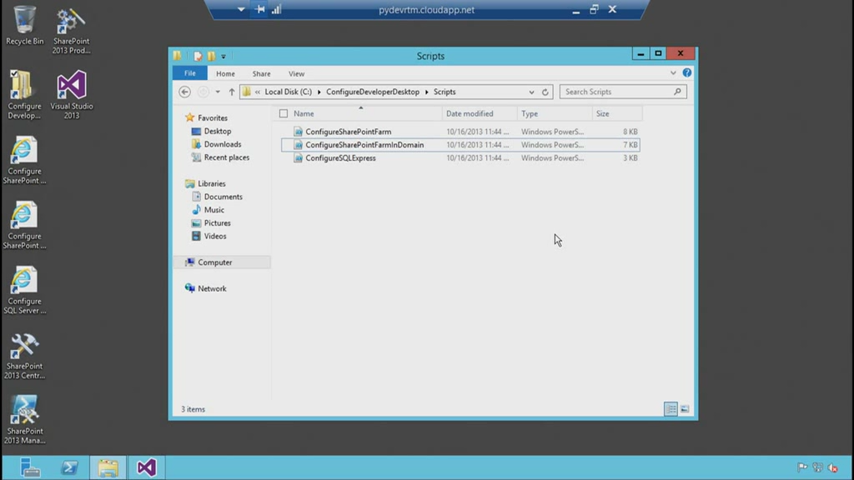 pydevrtm.cloudapp.net
Recycle Bin
SharePoint
2013 Prod...
Configure
Develop...
Visual Studio
2013
Configure
SharePoint ...
Configure
SharePoint ...
Configure
SQL Server ...
SharePoint
2013 Centr...
SharePoint
2013 Mana...
Scripts
File Home Share View
« Local Disk (C:) ConfigureDeveloperDesktop Scripts
Search Scripts
Name Date modified Type Size
ConfigureSharePointFarm 10/16/2013 11:44 ... Windows PowerS... 8 KB
ConfigureSharePointFarmInDomain 10/16/2013 11:44 ... Windows PowerS... 7 KB
ConfigureSQLExpress 10/16/2013 11:44 ... Windows PowerS... 3 KB
Favorites
Desktop
Downloads
Recent places
Libraries
Documents
Music
Pictures
Videos
Computer
Network
3 items